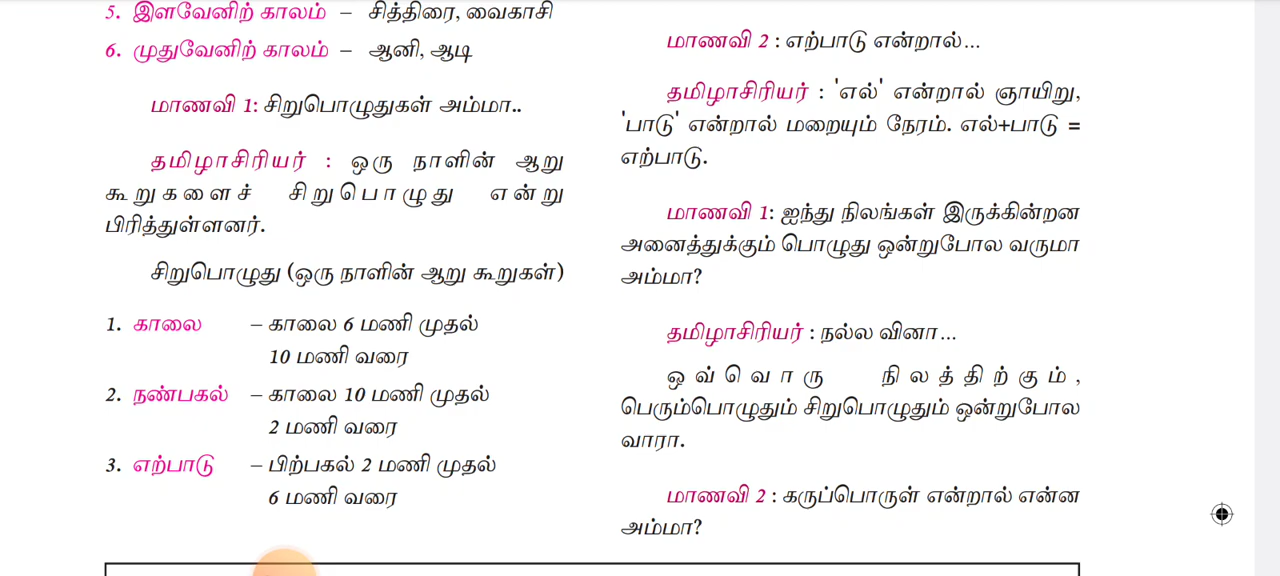 5. இளவேனிற் காலம் – சித்திரை, வைகாசி
6. முதுவேனிற் காலம் – ஆனி, ஆடி
மாணவி 1: சிறுபொழுதுகள் அம்மா..
தமிழாசிரியர் : ஒரு நாளின் ஆறு
கூறுகளைச் சிறுபொழுது என்று
பிரித்துள்ளனர்.
சிறுபொழுது (ஒரு நாளின் ஆறு கூறுகள்)
1. காலை – காலை 6 மணி முதல்
10 மணி வரை
2. நண்பகல் – காலை 10 மணி முதல்
2 மணி வரை
3. எற்பாடு – பிற்பகல் 2 மணி முதல்
6 மணி வரை
மாணவி 2 : எற்பாடு என்றால்...
தமிழாசிரியர் : 'எல்' என்றால் ஞாயிறு,
'பாடு' என்றால் மறையும் நேரம். எல்+பாடு =
எற்பாடு.
மாணவி 1: ஐந்து நிலங்கள் இருக்கின்றன
அனைத்துக்கும் பொழுது ஒன்றுபோல வருமா
அம்மா?
தமிழாசிரியர் : நல்ல வினா...
ஒவ்வொரு நிலத்திற்கும்,
பெரும்பொழுதும் சிறுபொழுதும் ஒன்றுபோல
வாரா.
மாணவி 2 : கருப்பொருள் என்றால் என்ன
அம்மா?